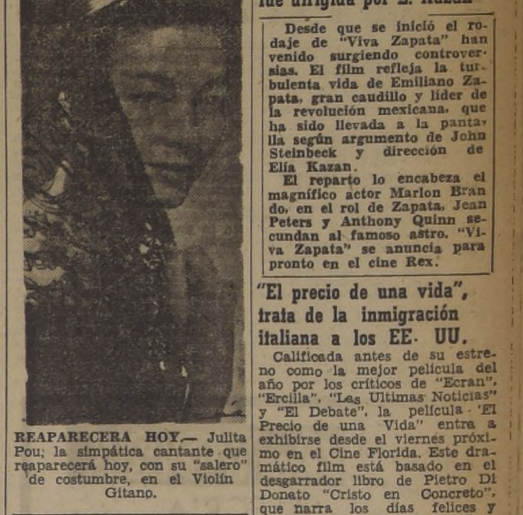 REAPARECERA HOY.— Julita
Pou; la simpática cantante que
reaparecerá hoy, con su "salero"
de costumbre, en el Violín
Gitano.
fue dirigida por E. Kazan
Desde que se inició el ro-
daje de "Viva Zapata" han
venido surgiendo controver-
sias. El film refleja la tur-
bulenta vida de Emiliano Za-
pata, gran caudillo y líder de
la revolución mexicana, que
ha sido llevada a la panta-
lla según argumento de John
Steinbeck y dirección de
Elía Kazan.
El reparto lo encabeza el
magnífico actor Marlon Bran
do, en el rol de Zapata. Jean
Peters y Anthony Quinn se-
cundan al famoso astro. "Vi-
va Zapata" se anuncia para
pronto en el cine Rex.
"El precio de una vida",
trata de la inmigración
italiana a los EE. UU.
Calificada antes de su estre-
no como la mejor película del
año por los críticos de "Ecran",
"Ercilla", "Las Ultimas Noticias"
y "El Debate", la película "El
Precio de una Vida" entra a
exhibirse desde el viernes próxi-
mo en el Cine Florida. Este dra-
mático film está basado en el
desgarrador libro de Pietro Di
Donato "Cristo en Concreto",
que narra los días felices y